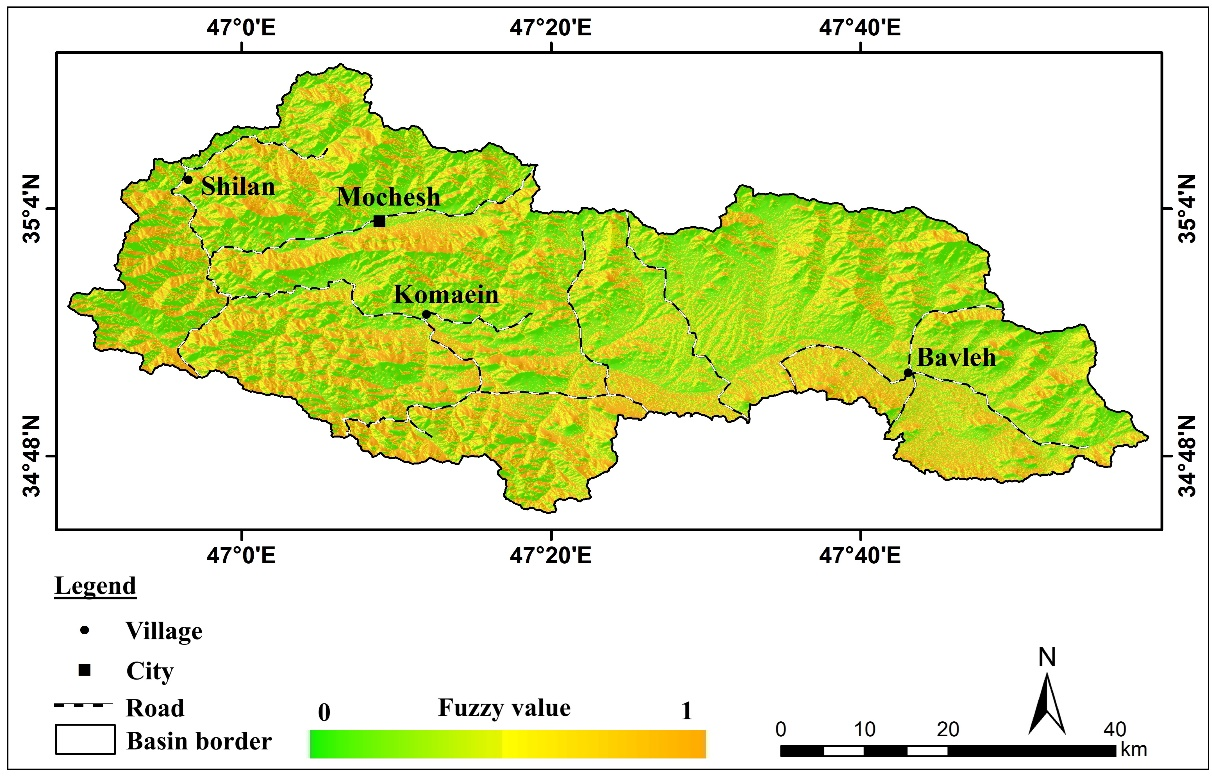 47°0'E 47°20'E 47°40'E
35°4'N
35°4'N
Shilan
Mochesh
Komaein
Bavleh
34°48'N
34°48'N
47°0'E 47°20'E 47°40'E
Legend
Village
City
Road
Basin border
0 Fuzzy value 1
N
0 10 20 40
km